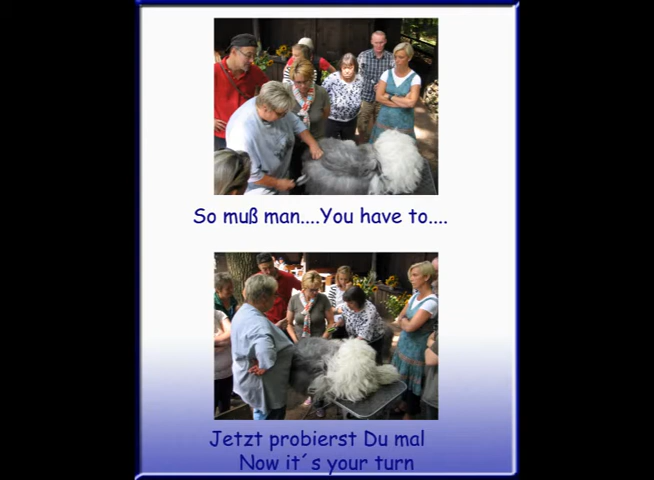 So muß man....You have to....
Jetzt probierst Du mal
Now it´s your turn